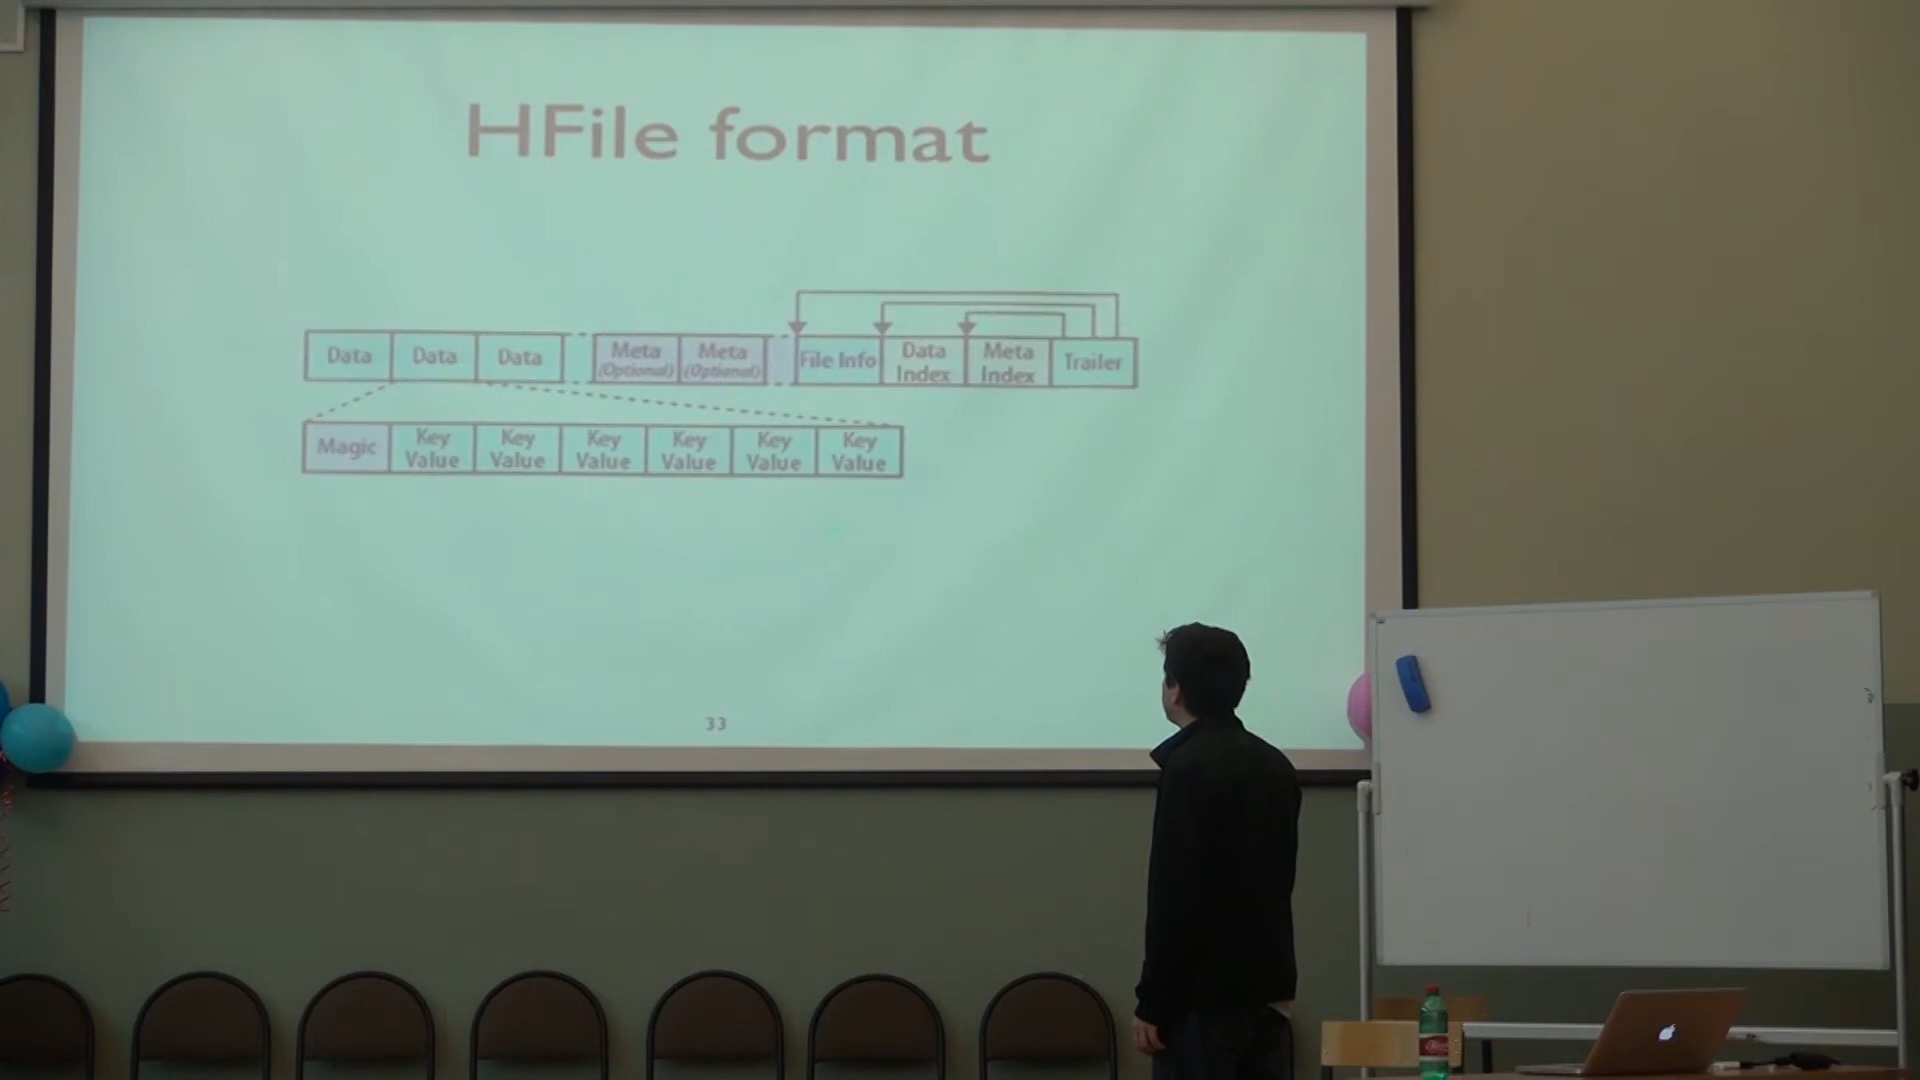 HFile format
Data Data Data Meta (Optional) Meta (Optional) File Info Data Index Meta Index Trailer
Magic Key Value Key Value Key Value Key Value Key Value Key Value
33